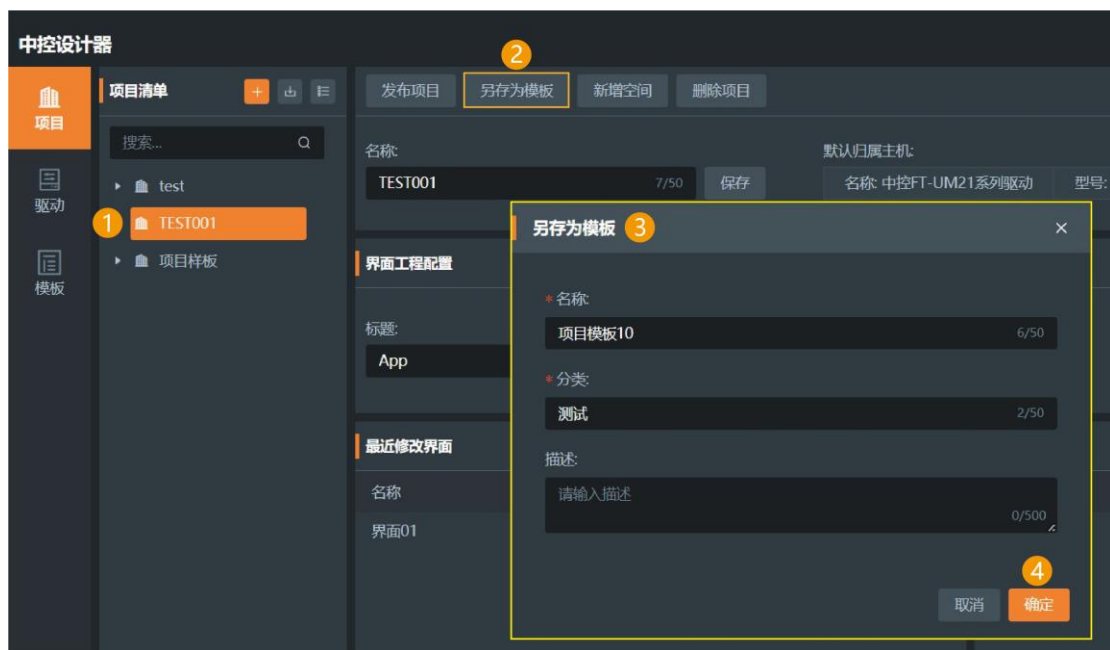 中控设计器
项目
驱动
模板
项目清单
搜索...
test
1 TEST001
项目样板
2
发布项目 另存为模板 新增空间 删除项目
名称:
TEST001 7/50 保存
默认归属主机:
名称: 中控FT-UM21系列驱动 型号:
界面工程配置
标题:
App
最近修改界面
名称
界面01
另存为模板 3
* 名称:
项目模板10 6/50
* 分类:
测试 2/50
描述:
请输入描述
0/500
4
取消 确定